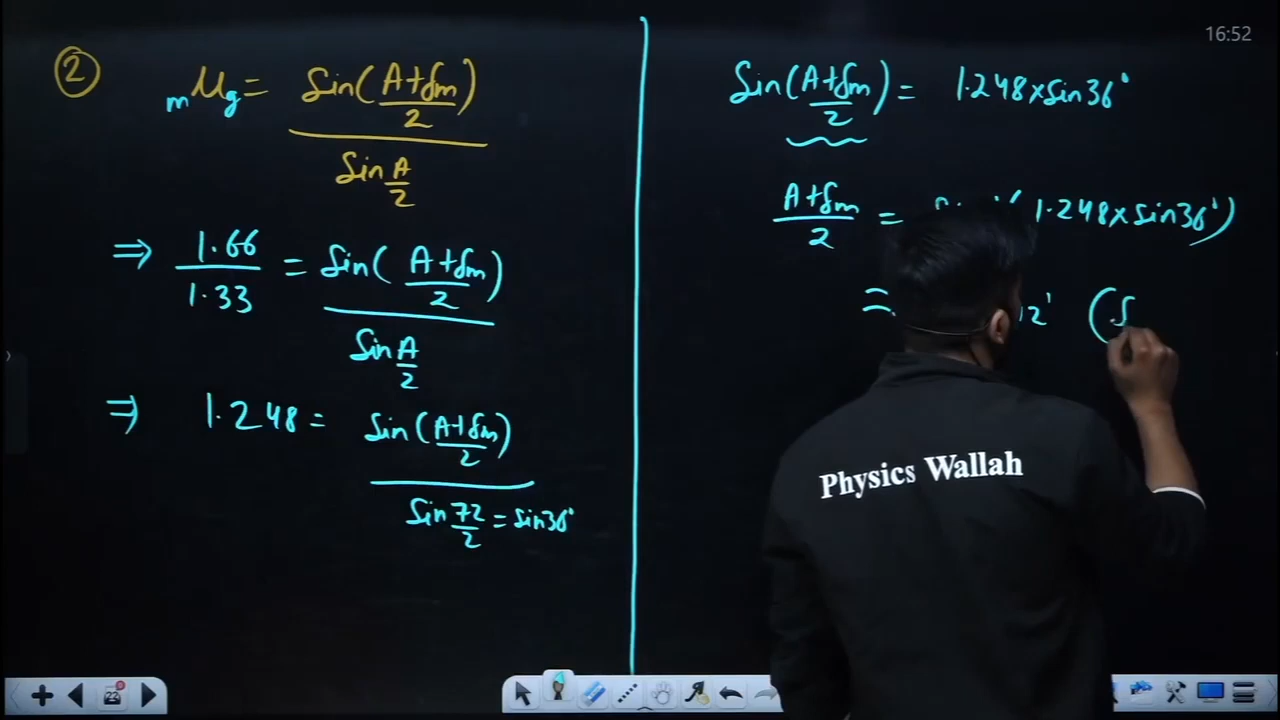 16:52
②
mμg = Sin(A+δm/2)
Sin A/2
⇒ 1.66/1.33 = Sin(A+δm/2)
Sin A/2
⇒ 1.248 = Sin(A+δm/2)
Sin 72/2 = Sin36°
Sin(A+δm/2) = 1.248×Sin36°
A+δm/2 = 1.248×Sin36°)
12' (
Physics Wallah
22